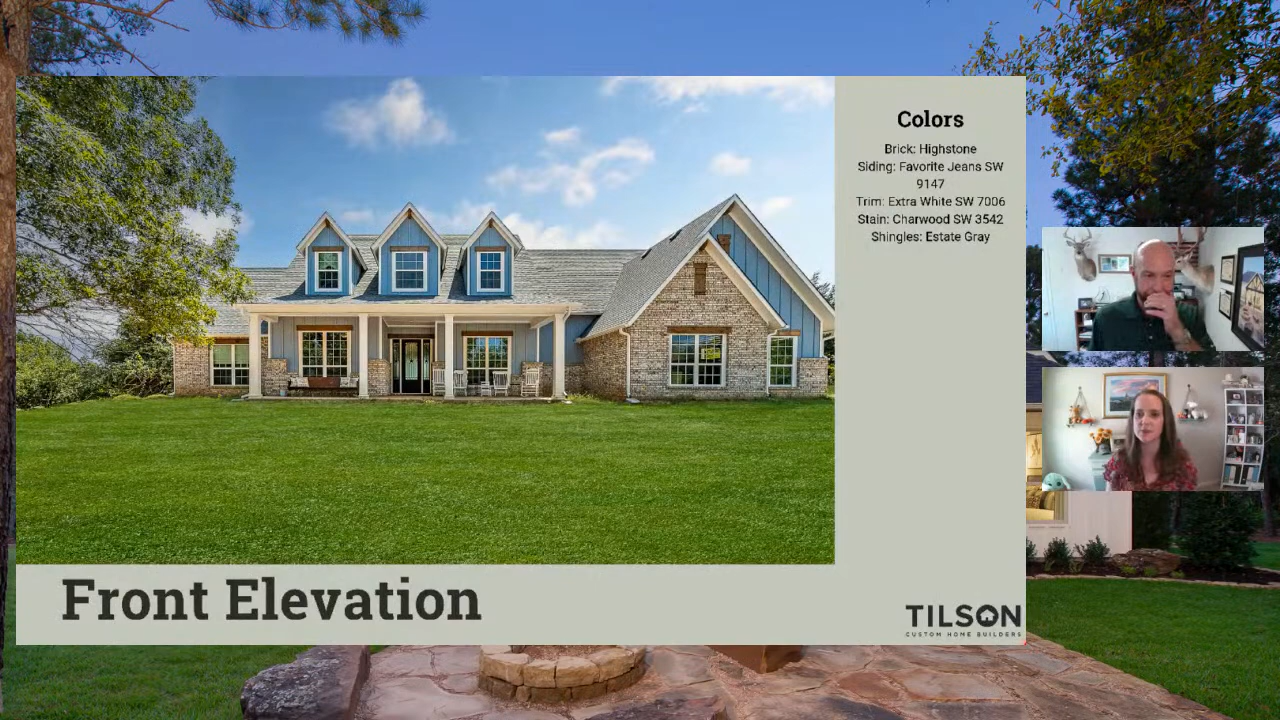 Colors
Brick: Highstone
Siding: Favorite Jeans SW
9147
Trim: Extra White SW 7006
Stain: Charwood SW 3542
Shingles: Estate Gray
Front Elevation
TILSON
CUSTOM HOME BUILDERS